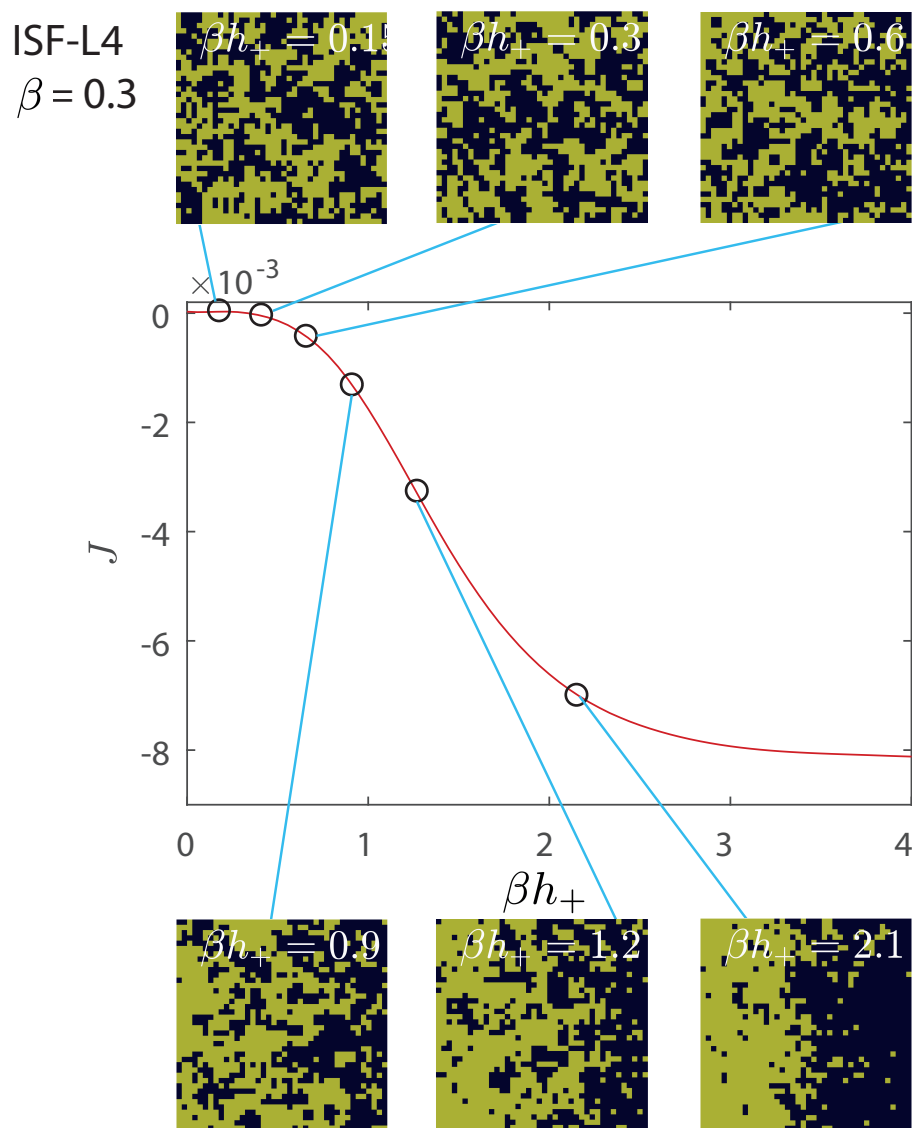 ISF-L4
β = 0.3
βh₊ = 0.15
βh₊ = 0.3
βh₊ = 0.6
×10⁻³
0
-2
-4
-6
-8
J
0 1 2 3 4
βh₊
βh₊ = 0.9
βh₊ = 1.2
βh₊ = 2.1